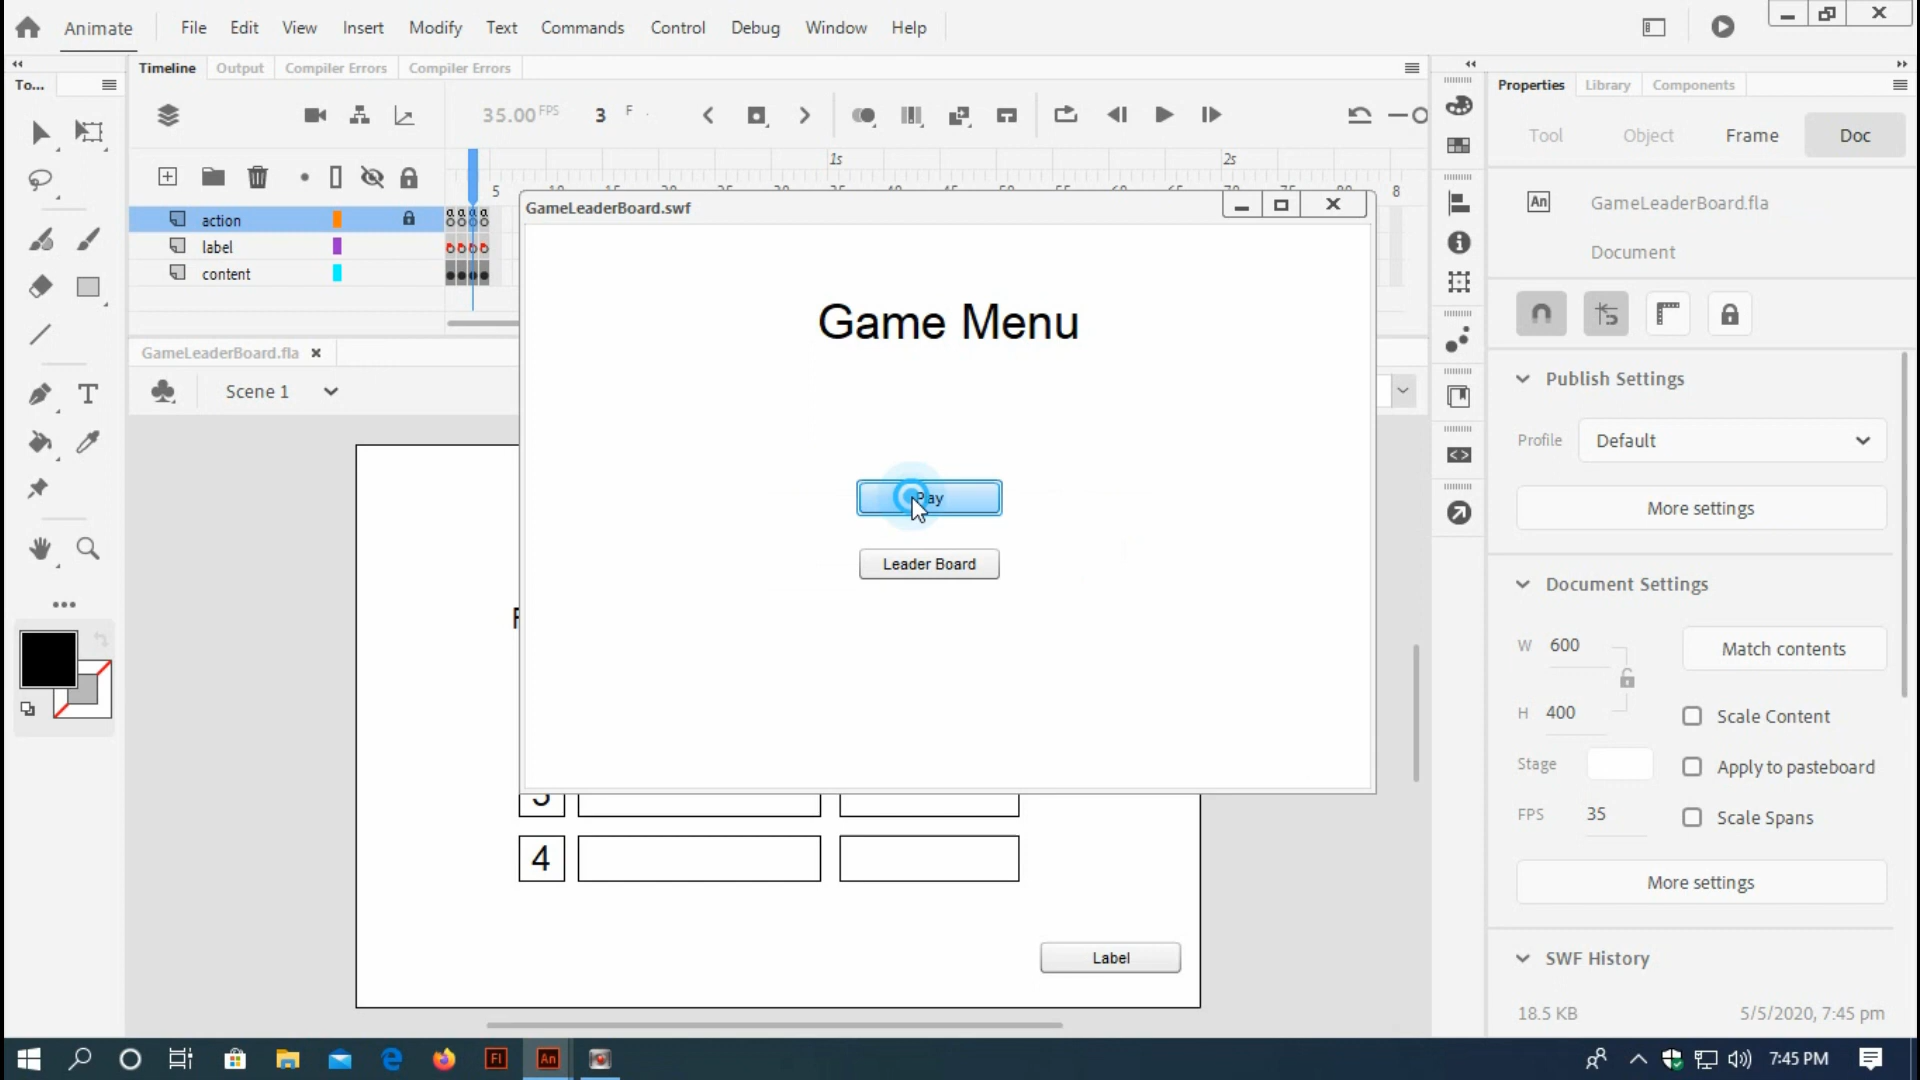 Animate File Edit View Insert Modify Text Commands Control Debug Window Help
Timeline Output Compiler Errors Compiler Errors
To...
Properties Library Components
35.00 FPS 3 F
Tool Object Frame Doc
1s 2s
5 10 8
action
label
content
GameLeaderBoard.swf
An GameLeaderBoard.fla
Document
Game Menu
GameLeaderBoard.fla
Scene 1
Publish Settings
Profile Default
More settings
Leader Board
Document Settings
W 600 Match contents
H 400 Scale Content
Stage Apply to pasteboard
FPS 35 Scale Spans
More settings
4
Label
SWF History
18.5 KB 5/5/2020, 7:45 pm
Fl An 7:45 PM